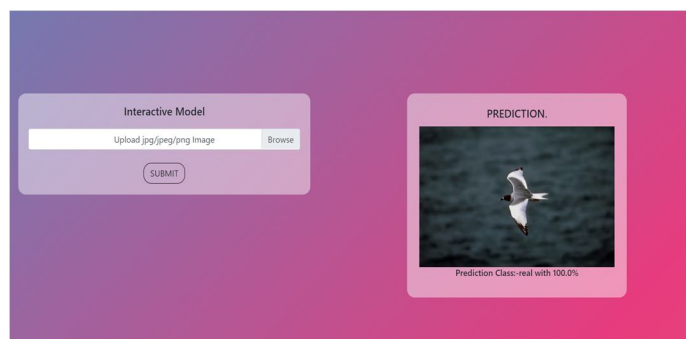 Interactive Model
Upload jpg/jpeg/png Image
Browse
SUBMIT
PREDICTION.
Prediction Class:-real with 100.0%